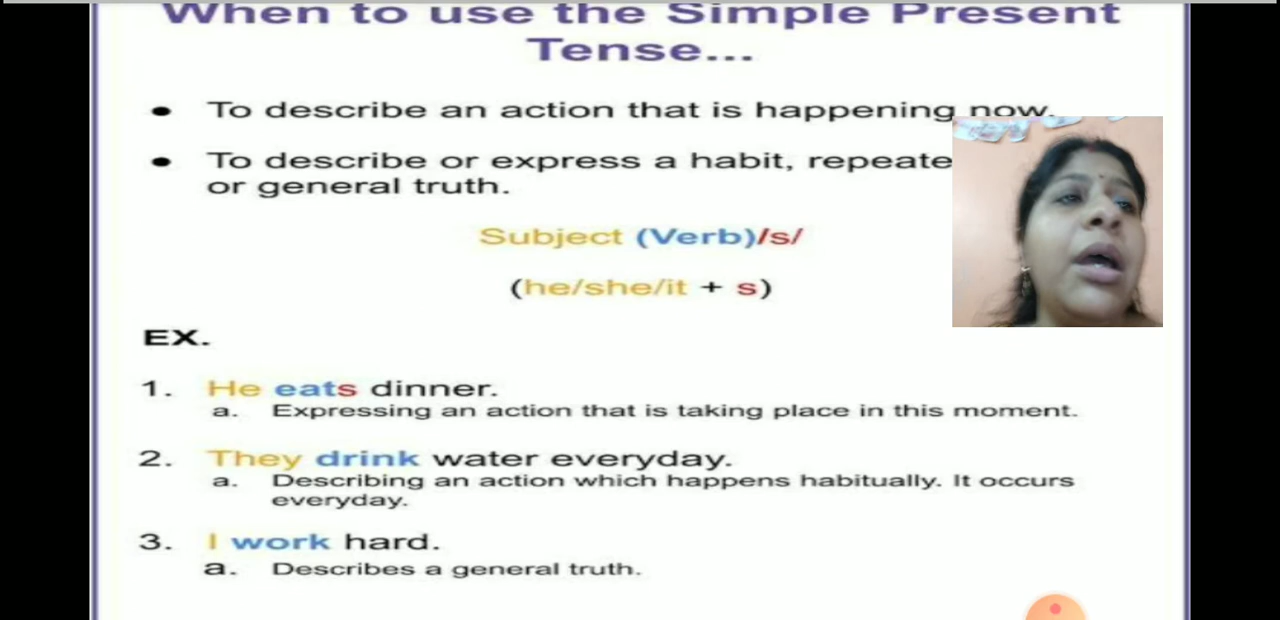 When to use the Simple Present
Tense...
● To describe an action that is happening now.
● To describe or express a habit, repeate
or general truth.
Subject (Verb)/s/
(he/she/it + s)
EX.
1. He eats dinner.
a. Expressing an action that is taking place in this moment.
2. They drink water everyday.
a. Describing an action which happens habitually. It occurs
everyday.
3. I work hard.
a. Describes a general truth.